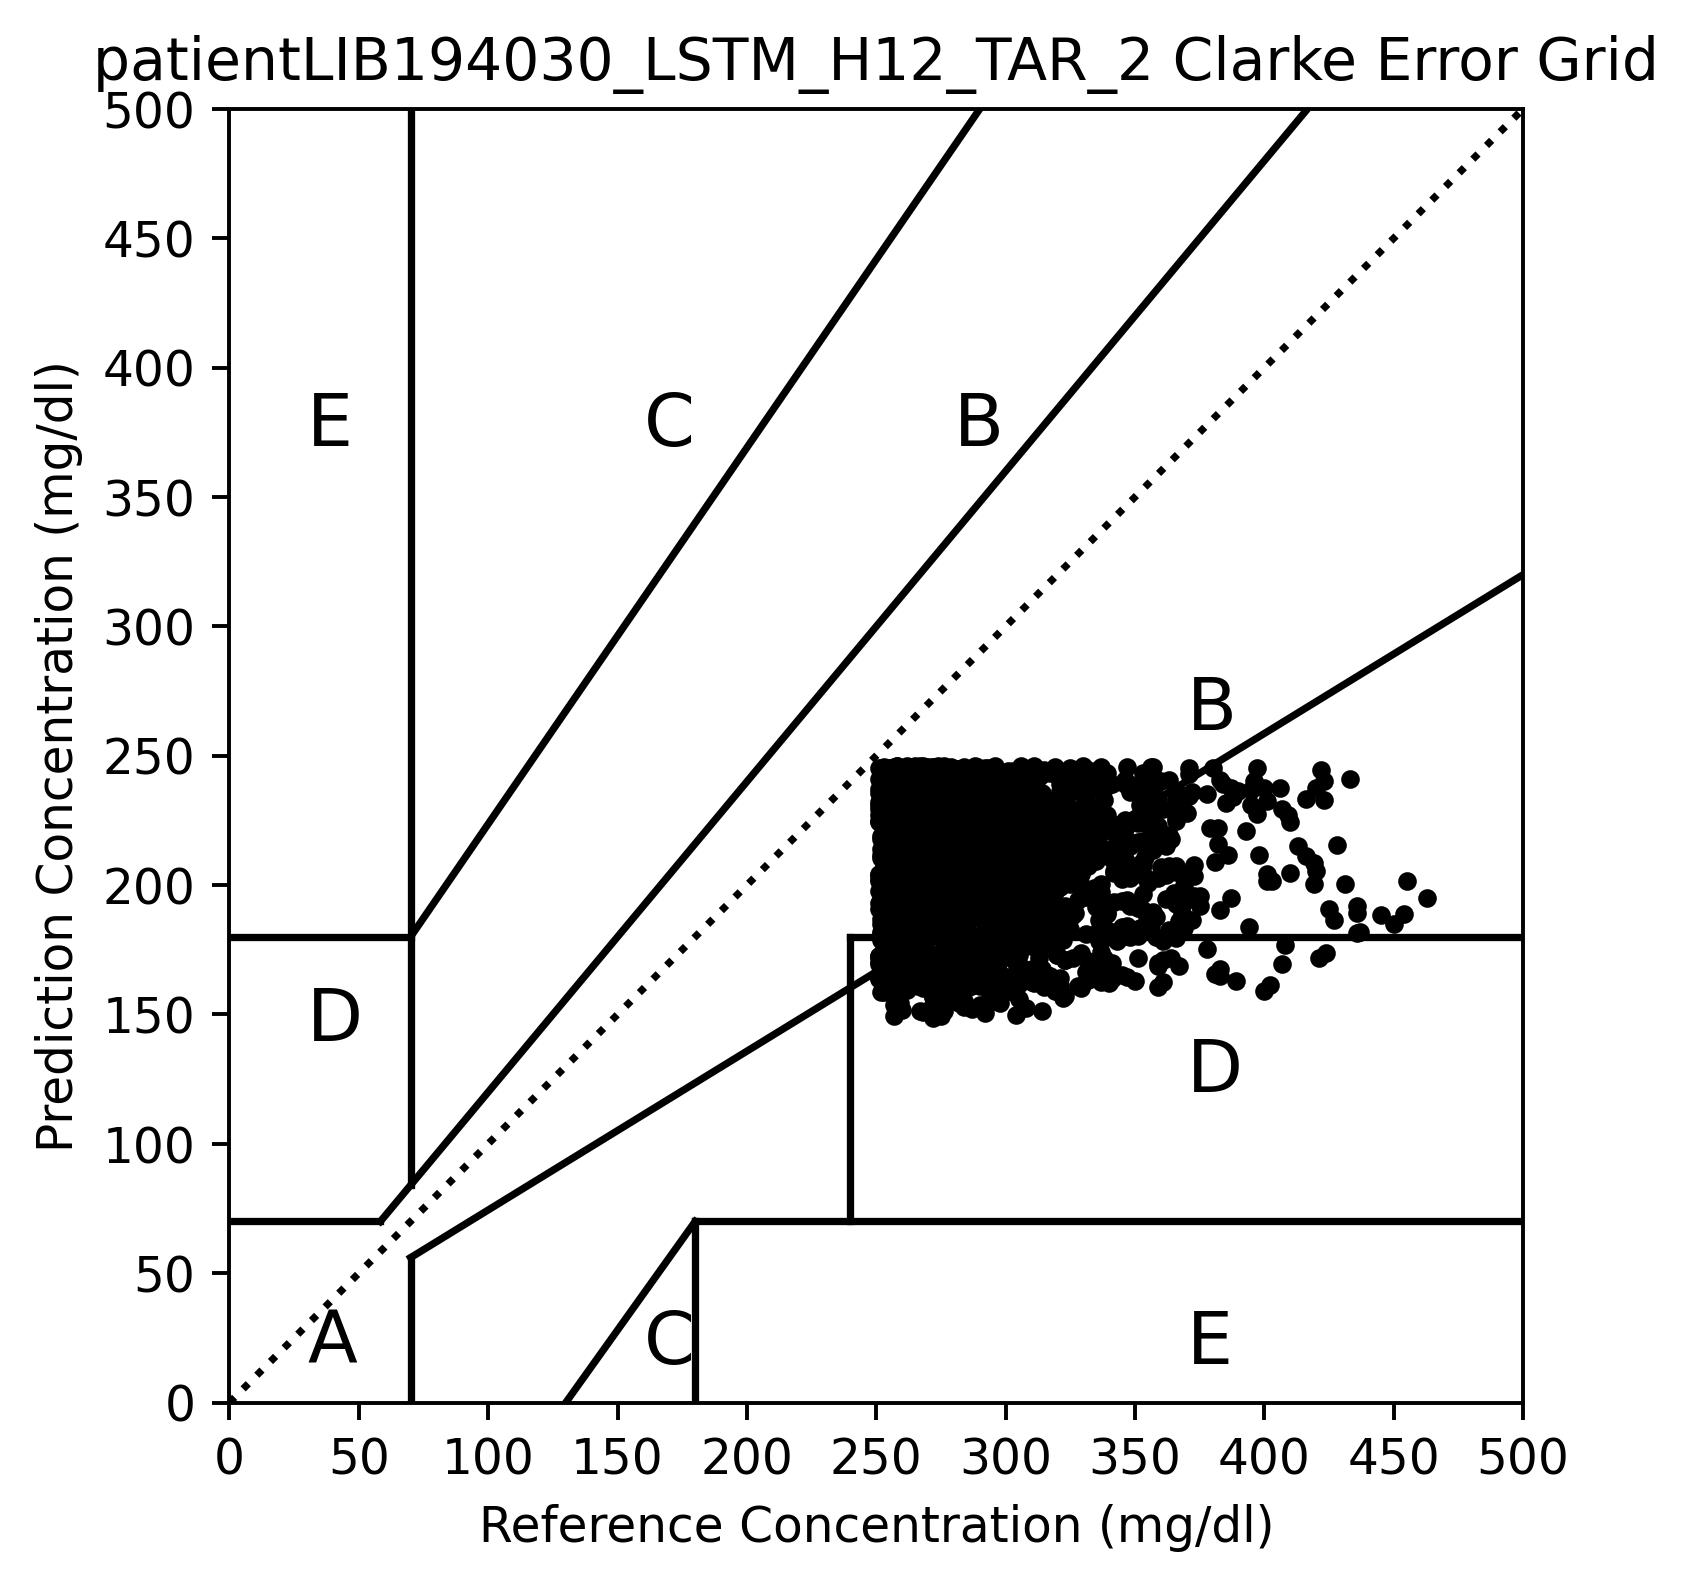 patientLIB194030_LSTM_H12_TAR_2 Clarke Error Grid
500
450
400
350
300
250
200
150
100
50
0
Prediction Concentration (mg/dl)
E
C
B
B
D
D
A
C
E
0 50 100 150 200 250 300 350 400 450 500
Reference Concentration (mg/dl)